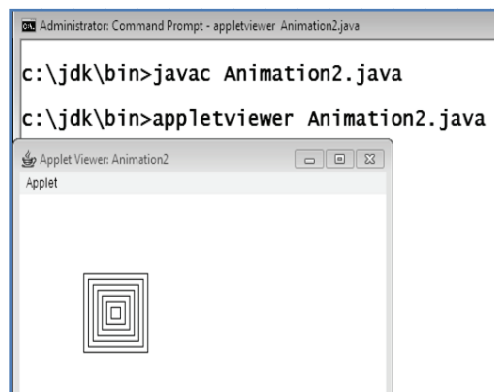 Administrator: Command Prompt - appletviewer Animation2.java
c:\jdk\bin>javac Animation2.java
c:\jdk\bin>appletviewer Animation2.java
Applet Viewer: Animation2
Applet